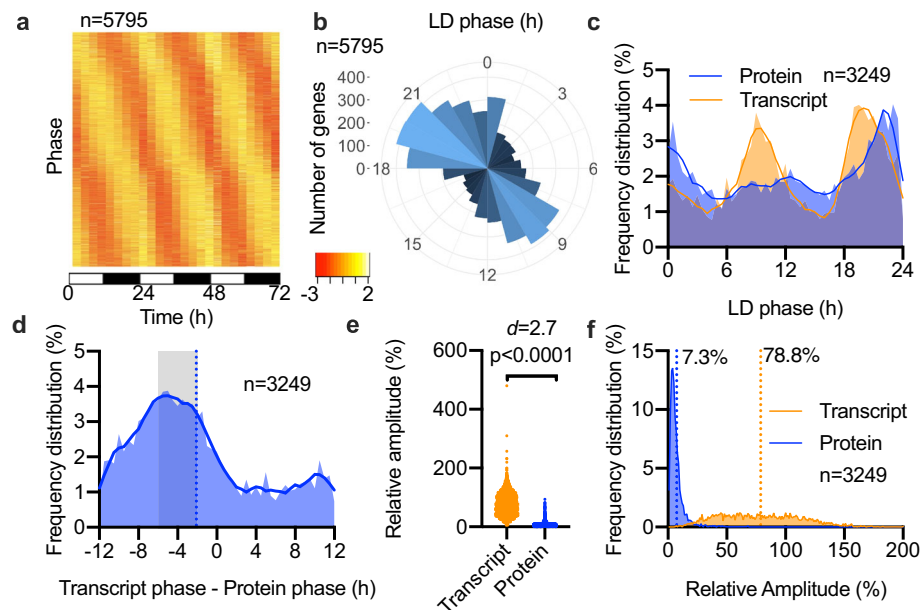 a
n=5795
Phase
0
24
48
72
Time (h)
-3
2
b
LD phase (h)
n=5795
Number of genes
400
300
200
100
0
0
3
6
9
12
15
18
21
c
Frequency distribution (%)
5
4
3
2
1
0
Protein
n=3249
Transcript
0
6
12
18
24
LD phase (h)
d
Frequency distribution (%)
5
4
3
2
1
0
n=3249
-12
-8
-4
0
4
8
12
Transcript phase - Protein phase (h)
e
d=2.7
p<0.0001
Relative amplitude (%)
600
400
200
0
Transcript
Protein
f
Frequency distribution (%)
15
10
5
0
7.3%
78.8%
Transcript
Protein
n=3249
0
50
100
150
200
Relative Amplitude (%)